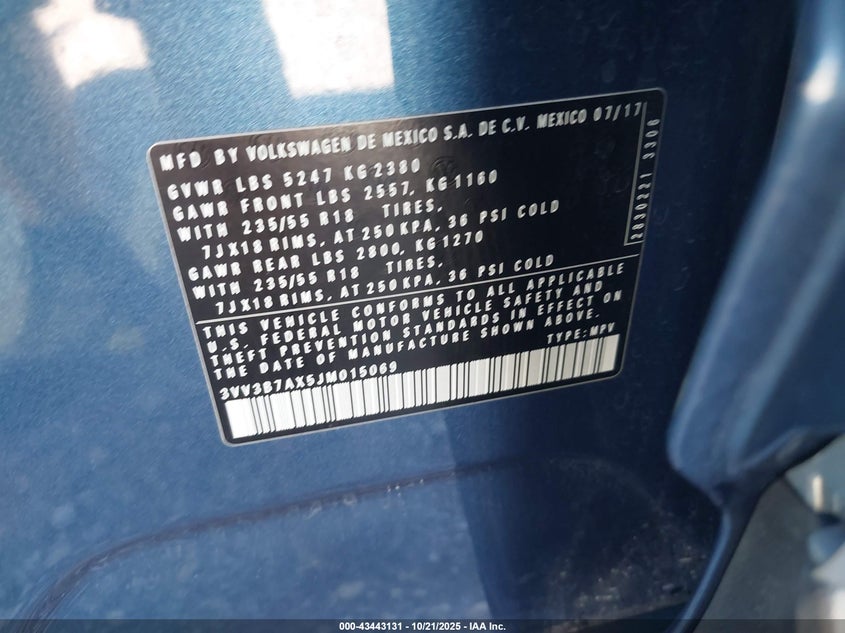 MFD BY VOLKSWAGEN DE MEXICO S.A. DE C.V. MEXICO 07/17
GVWR LBS 5247 KG 2380
GAWR FRONT LBS 2557, KG 1160
WITH 235/55 R18 TIRES,
7JX18 RIMS, AT 250 KPA, 36 PSI COLD
GAWR REAR LBS 2800, KG 1270
WITH 235/55 R18 TIRES,
7JX18 RIMS, AT 250 KPA, 36 PSI COLD
2030221 3306
THIS VEHICLE CONFORMS TO ALL APPLICABLE
U.S. FEDERAL MOTOR VEHICLE SAFETY AND
THEFT PREVENTION STANDARDS IN EFFECT ON
THE DATE OF MANUFACTURE SHOWN ABOVE.
3VV3B7AX5JM015069 TYPE: MPV
000-43443131 - 10/21/2025 - IAA Inc.